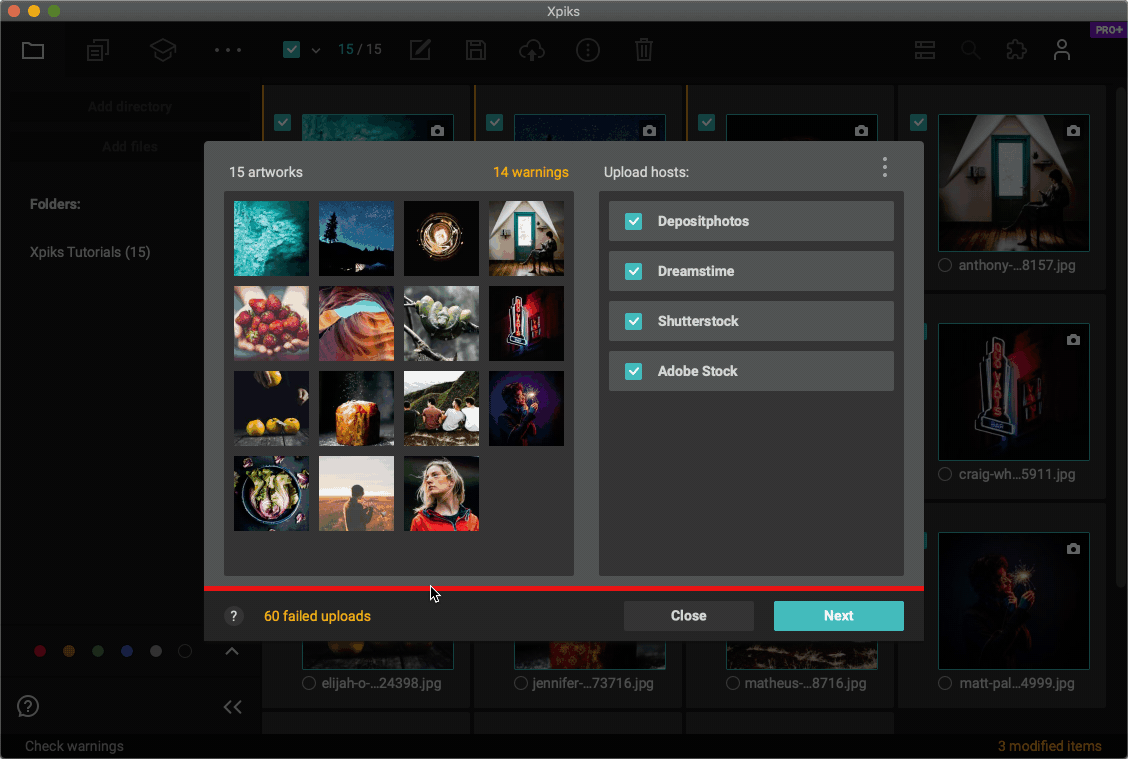 Xpiks
PRO+
15 / 15
Add directory
Add files
Folders:
Xpiks Tutorials (15)
15 artworks
14 warnings
Upload hosts:
Depositphotos
Dreamstime
Shutterstock
Adobe Stock
? 60 failed uploads
Close
Next
anthony-...8157.jpg
craig-wh...5911.jpg
elijah-o-...24398.jpg
jennifer-...73716.jpg
matheus-...8716.jpg
matt-pal...4999.jpg
?
Check warnings
3 modified items